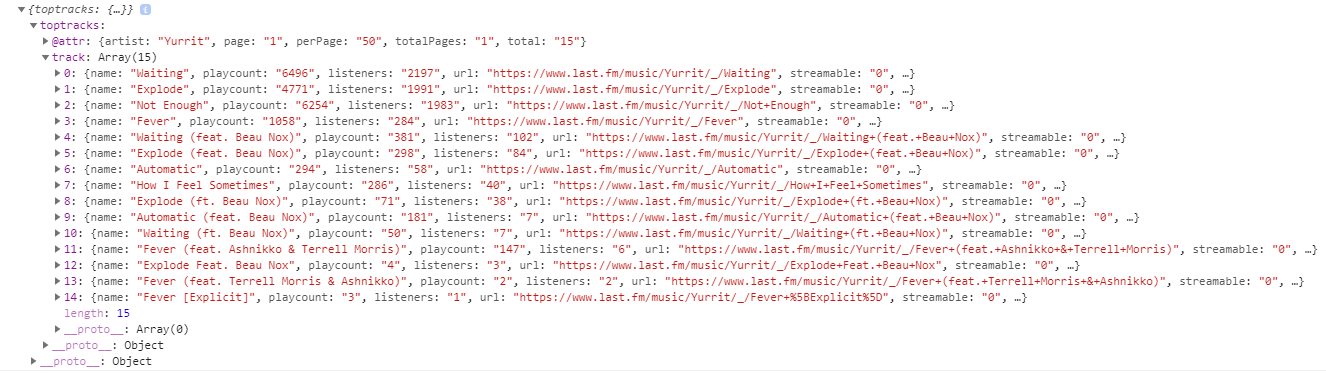 ▼{toptracks: {…}} i
▼toptracks:
▶@attr: {artist: "Yurrit", page: "1", perPage: "50", totalPages: "1", total: "15"}
▼track: Array(15)
▶0: {name: "Waiting", playcount: "6496", listeners: "2197", url: "https://www.last.fm/music/Yurrit/_/Waiting", streamable: "0", …}
▶1: {name: "Explode", playcount: "4771", listeners: "1991", url: "https://www.last.fm/music/Yurrit/_/Explode", streamable: "0", …}
▶2: {name: "Not Enough", playcount: "6254", listeners: "1983", url: "https://www.last.fm/music/Yurrit/_/Not+Enough", streamable: "0", …}
▶3: {name: "Fever", playcount: "1058", listeners: "284", url: "https://www.last.fm/music/Yurrit/_/Fever", streamable: "0", …}
▶4: {name: "Waiting (feat. Beau Nox)", playcount: "381", listeners: "102", url: "https://www.last.fm/music/Yurrit/_/Waiting+(feat.+Beau+Nox)", streamable: "0", …}
▶5: {name: "Explode (feat. Beau Nox)", playcount: "298", listeners: "84", url: "https://www.last.fm/music/Yurrit/_/Explode+(feat.+Beau+Nox)", streamable: "0", …}
▶6: {name: "Automatic", playcount: "294", listeners: "58", url: "https://www.last.fm/music/Yurrit/_/Automatic", streamable: "0", …}
▶7: {name: "How I Feel Sometimes", playcount: "286", listeners: "40", url: "https://www.last.fm/music/Yurrit/_/How+I+Feel+Sometimes", streamable: "0", …}
▶8: {name: "Explode (ft. Beau Nox)", playcount: "71", listeners: "38", url: "https://www.last.fm/music/Yurrit/_/Explode+(ft.+Beau+Nox)", streamable: "0", …}
▶9: {name: "Automatic (feat. Beau Nox)", playcount: "181", listeners: "7", url: "https://www.last.fm/music/Yurrit/_/Automatic+(feat.+Beau+Nox)", streamable: "0", …}
▶10: {name: "Waiting (ft. Beau Nox)", playcount: "50", listeners: "7", url: "https://www.last.fm/music/Yurrit/_/Waiting+(ft.+Beau+Nox)", streamable: "0", …}
▶11: {name: "Fever (feat. Ashnikko & Terrell Morris)", playcount: "147", listeners: "6", url: "https://www.last.fm/music/Yurrit/_/Fever+(feat.+Ashnikko+&+Terrell+Morris)", streamable: "0", …}
▶12: {name: "Explode Feat. Beau Nox", playcount: "4", listeners: "3", url: "https://www.last.fm/music/Yurrit/_/Explode+Feat.+Beau+Nox", streamable: "0", …}
▶13: {name: "Fever (feat. Terrell Morris & Ashnikko)", playcount: "2", listeners: "2", url: "https://www.last.fm/music/Yurrit/_/Fever+(feat.+Terrell+Morris+&+Ashnikko)", streamable: "0", …}
▶14: {name: "Fever [Explicit]", playcount: "3", listeners: "1", url: "https://www.last.fm/music/Yurrit/_/Fever+%5BExplicit%5D", streamable: "0", …}
length: 15
▶__proto__: Array(0)
▶__proto__: Object
▶__proto__: Object